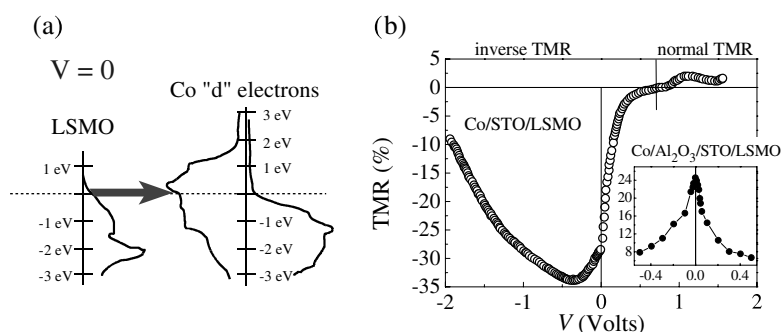 (a)
V = 0
LSMO
Co "d" electrons
1 eV
-1 eV
-2 eV
-3 eV
3 eV
2 eV
1 eV
-1 eV
-2 eV
-3 eV
(b)
inverse TMR
normal TMR
Co/STO/LSMO
Co/Al2O3/STO/LSMO
TMR (%)
5
0
-5
-10
-15
-20
-25
-30
-35
24
20
16
12
8
-0.4
0.0
0.4
-2
-1
0
1
2
V (Volts)